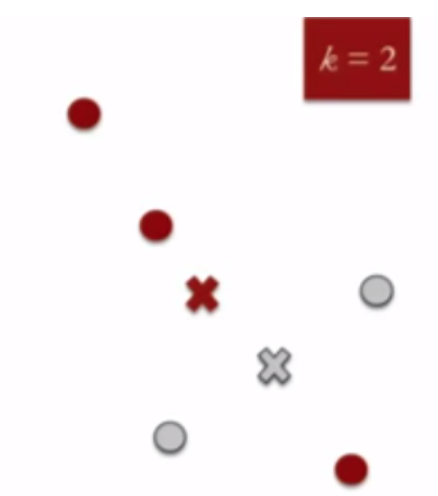 k = 2